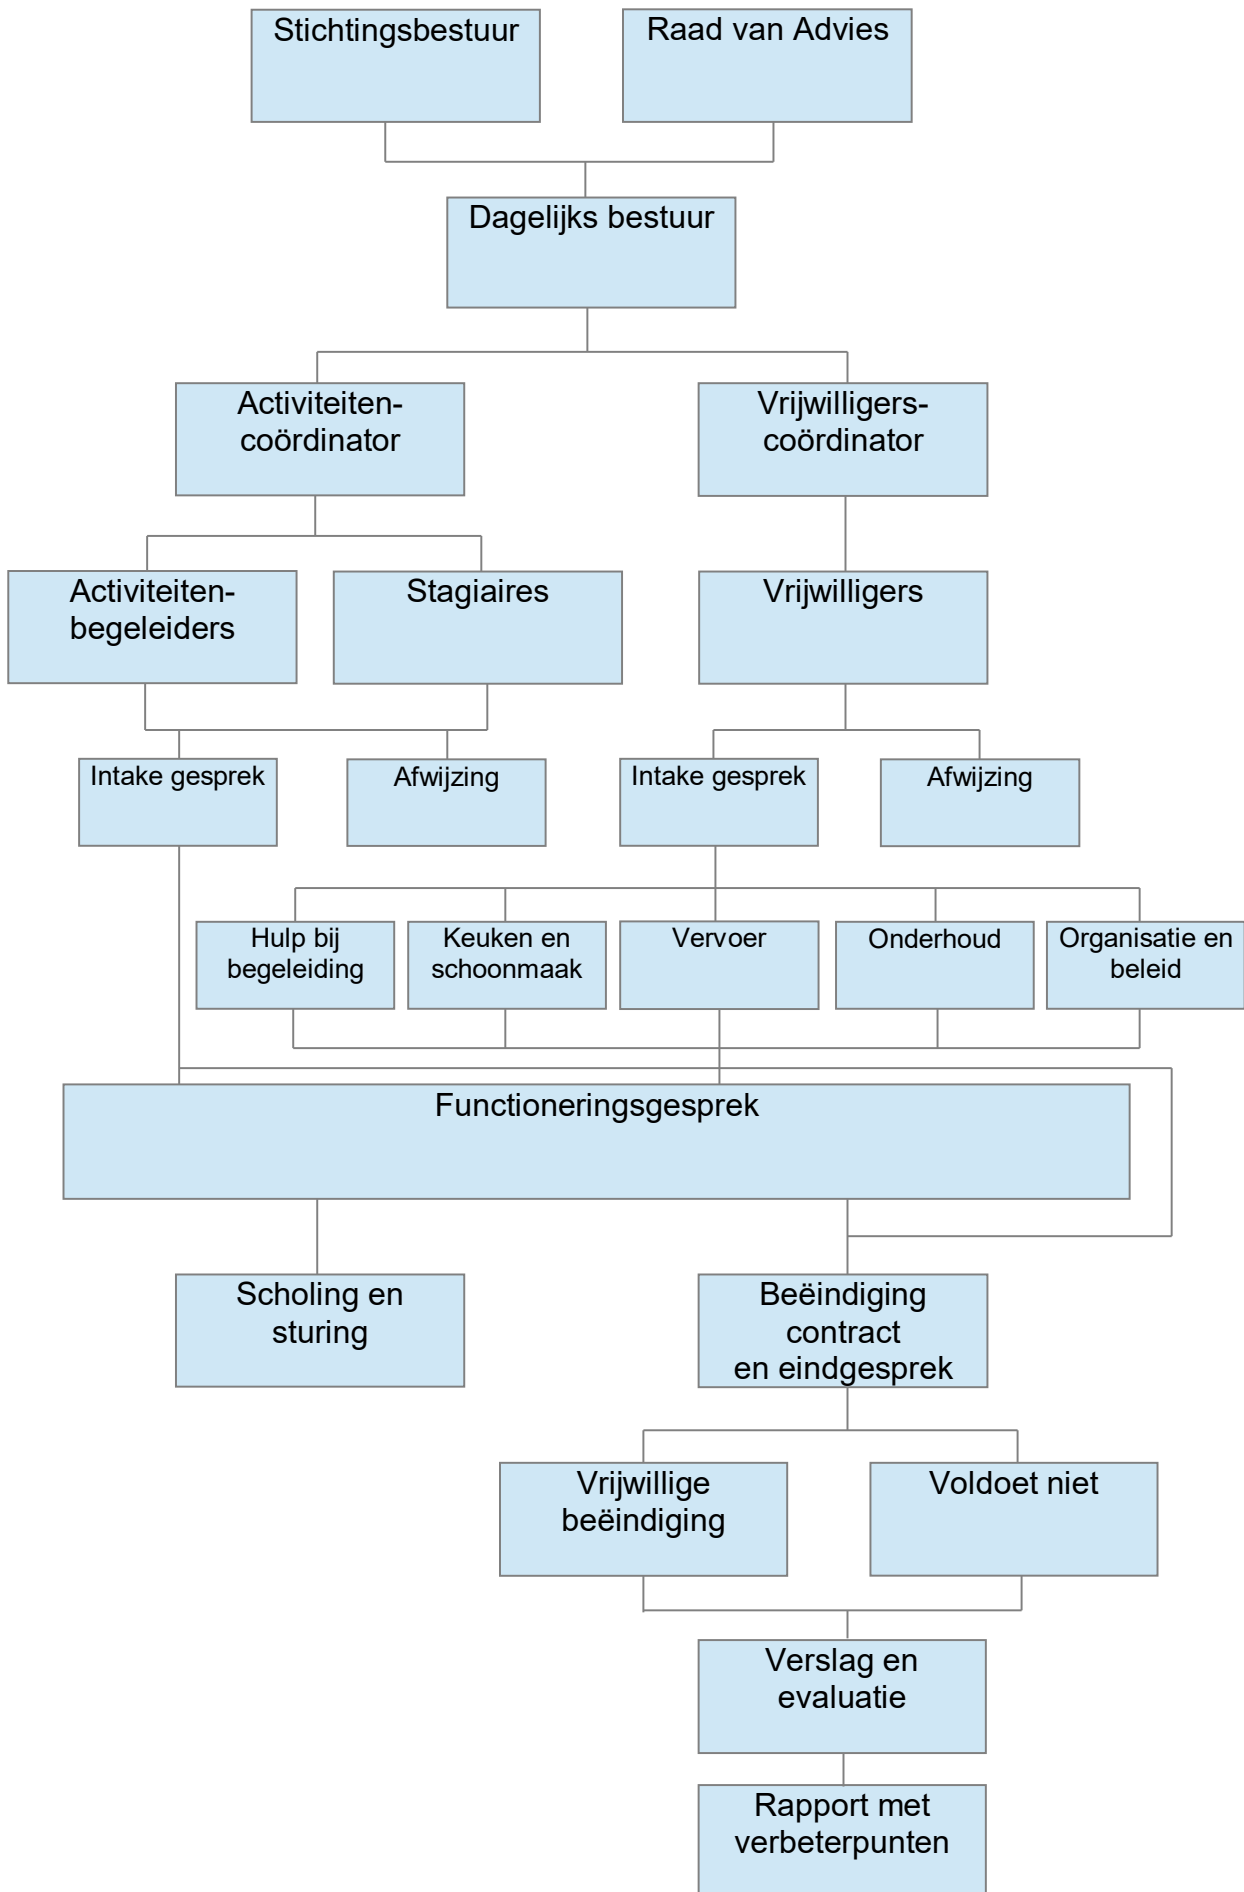 Stichtingsbestuur
Raad van Advies
Dagelijks bestuur
Activiteiten-
coördinator
Vrijwilligers-
coördinator
Activiteiten-
begeleiders
Stagiaires
Vrijwilligers
Intake gesprek
Afwijzing
Intake gesprek
Afwijzing
Hulp bij
begeleiding
Keuken en
schoonmaak
Vervoer
Onderhoud
Organisatie en
beleid
Functioneringsgesprek
Scholing en
sturing
Beëindiging
contract
en eindgesprek
Vrijwillige
beëindiging
Voldoet niet
Verslag en
evaluatie
Rapport met
verbeterpunten